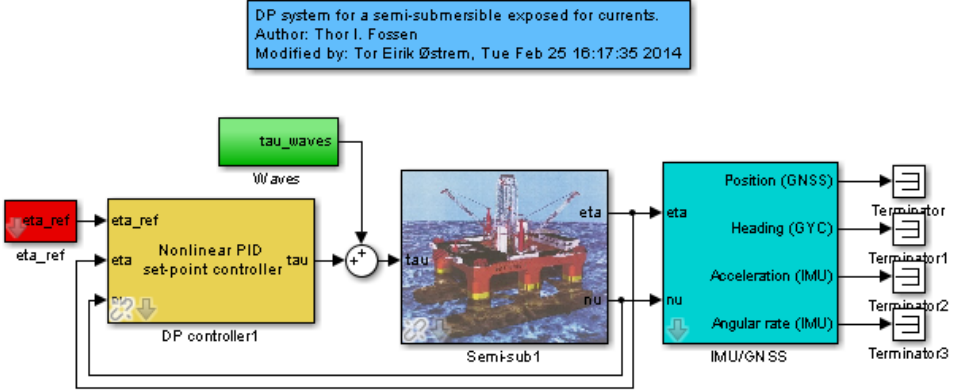 DP system for a semi-submersible exposed for currents.
Author: Thor I. Fossen
Modified by: Tor Eirik Østrem, Tue Feb 25 16:17:35 2014
tau_waves
Waves
eta_ref
eta_ref
eta_ref
eta
nu
Nonlinear PID
set-point controller
tau
DP controller1
tau
eta
nu
Semi-sub1
eta
nu
Position (GNSS)
Heading (GYC)
Acceleration (IMU)
Angular rate (IMU)
IMU/GNSS
Terminator
Terminator1
Terminator2
Terminator3